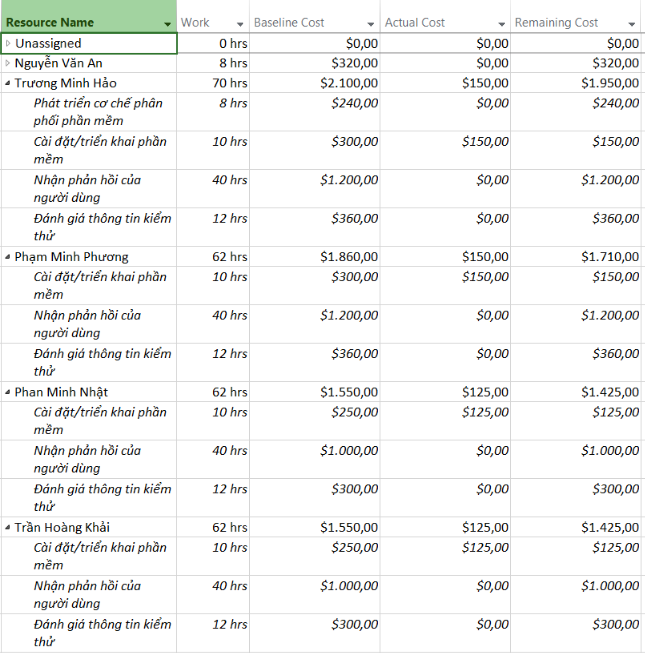 Resource Name Work Baseline Cost Actual Cost Remaining Cost
Unassigned 0 hrs $0,00 $0,00 $0,00
Nguyễn Văn An 8 hrs $320,00 $0,00 $320,00
Trương Minh Hảo 70 hrs $2.100,00 $150,00 $1.950,00
Phát triển cơ chế phân 8 hrs $240,00 $0,00 $240,00
phối phần mềm
Cài đặt/triển khai phần 10 hrs $300,00 $150,00 $150,00
mềm
Nhận phản hồi của 40 hrs $1.200,00 $0,00 $1.200,00
người dùng
Đánh giá thông tin kiểm 12 hrs $360,00 $0,00 $360,00
thử
Phạm Minh Phương 62 hrs $1.860,00 $150,00 $1.710,00
Cài đặt/triển khai phần 10 hrs $300,00 $150,00 $150,00
mềm
Nhận phản hồi của 40 hrs $1.200,00 $0,00 $1.200,00
người dùng
Đánh giá thông tin kiểm 12 hrs $360,00 $0,00 $360,00
thử
Phan Minh Nhật 62 hrs $1.550,00 $125,00 $1.425,00
Cài đặt/triển khai phần 10 hrs $250,00 $125,00 $125,00
mềm
Nhận phản hồi của 40 hrs $1.000,00 $0,00 $1.000,00
người dùng
Đánh giá thông tin kiểm 12 hrs $300,00 $0,00 $300,00
thử
Trần Hoàng Khải 62 hrs $1.550,00 $125,00 $1.425,00
Cài đặt/triển khai phần 10 hrs $250,00 $125,00 $125,00
mềm
Nhận phản hồi của 40 hrs $1.000,00 $0,00 $1.000,00
người dùng
Đánh giá thông tin kiểm 12 hrs $300,00 $0,00 $300,00
thử